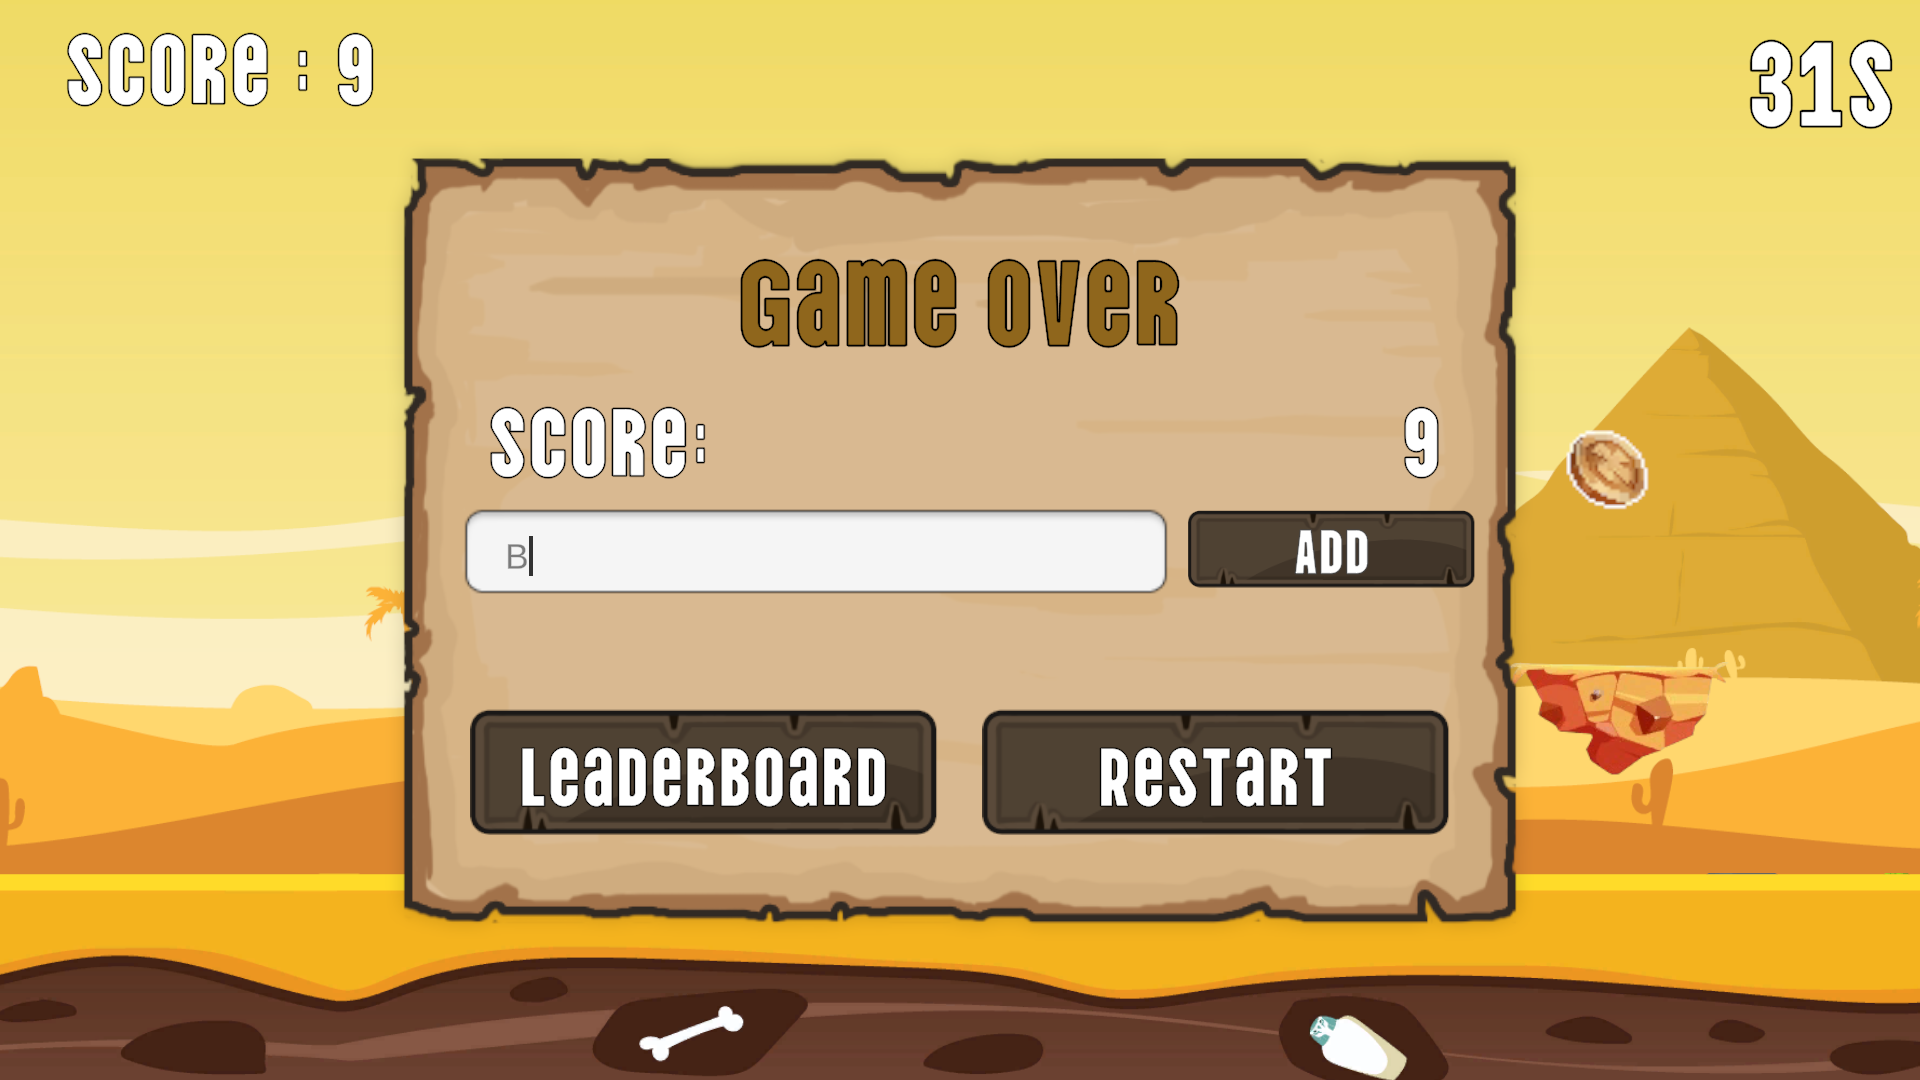 SCORE : 9
31S
GAME OVER
SCORE: 9
B
ADD
LEADERBOARD
RESTART